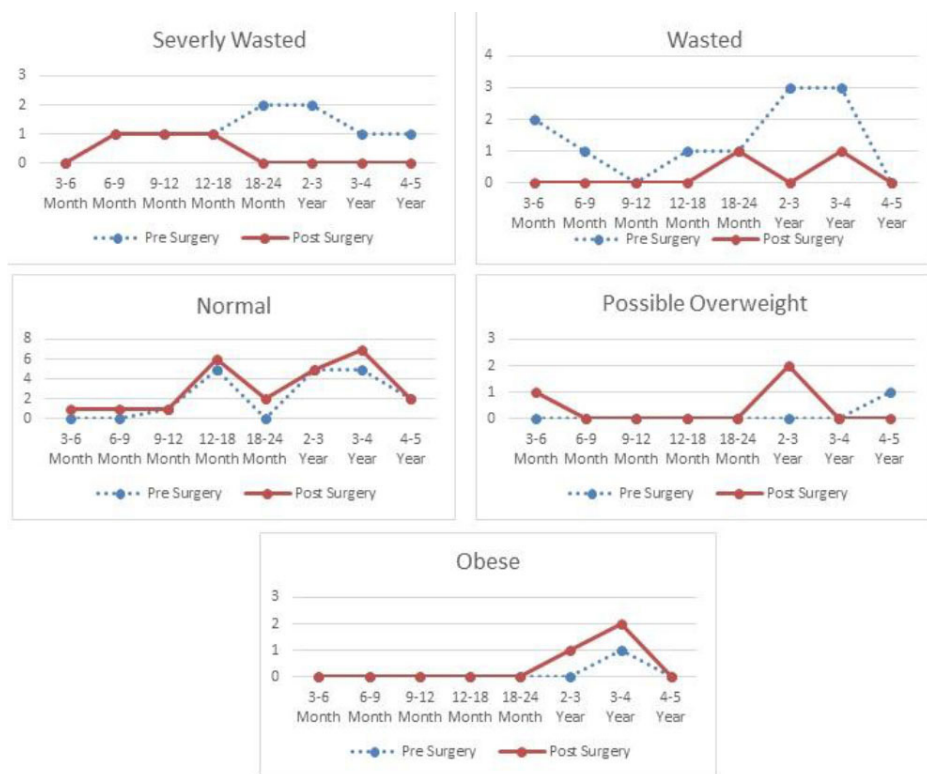 Severly Wasted
3
2
1
0
3-6 6-9 9-12 12-18 18-24 2-3 3-4 4-5
Month Month Month Month Month Year Year Year
Pre Surgery Post Surgery
Wasted
4
3
2
1
0
3-6 6-9 9-12 12-18 18-24 2-3 3-4 4-5
Month Month Month Month Month Year Year Year
Pre Surgery Post Surgery
Normal
8
6
4
2
0
3-6 6-9 9-12 12-18 18-24 2-3 3-4 4-5
Month Month Month Month Month Year Year Year
Pre Surgery Post Surgery
Possible Overweight
3
2
1
0
3-6 6-9 9-12 12-18 18-24 2-3 3-4 4-5
Month Month Month Month Month Year Year Year
Pre Surgery Post Surgery
Obese
3
2
1
0
3-6 6-9 9-12 12-18 18-24 2-3 3-4 4-5
Month Month Month Month Month Year Year Year
Pre Surgery Post Surgery